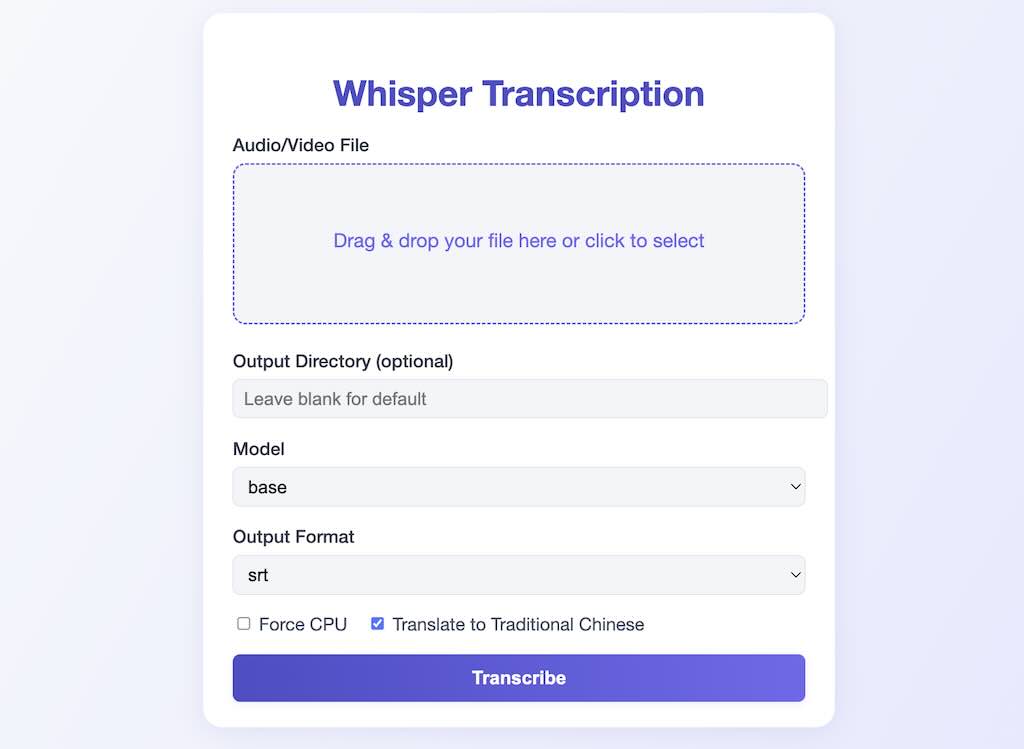 Whisper Transcription
Audio/Video File
Drag & drop your file here or click to select
Output Directory (optional)
Leave blank for default
Model
base
Output Format
srt
Force CPU Translate to Traditional Chinese
Transcribe